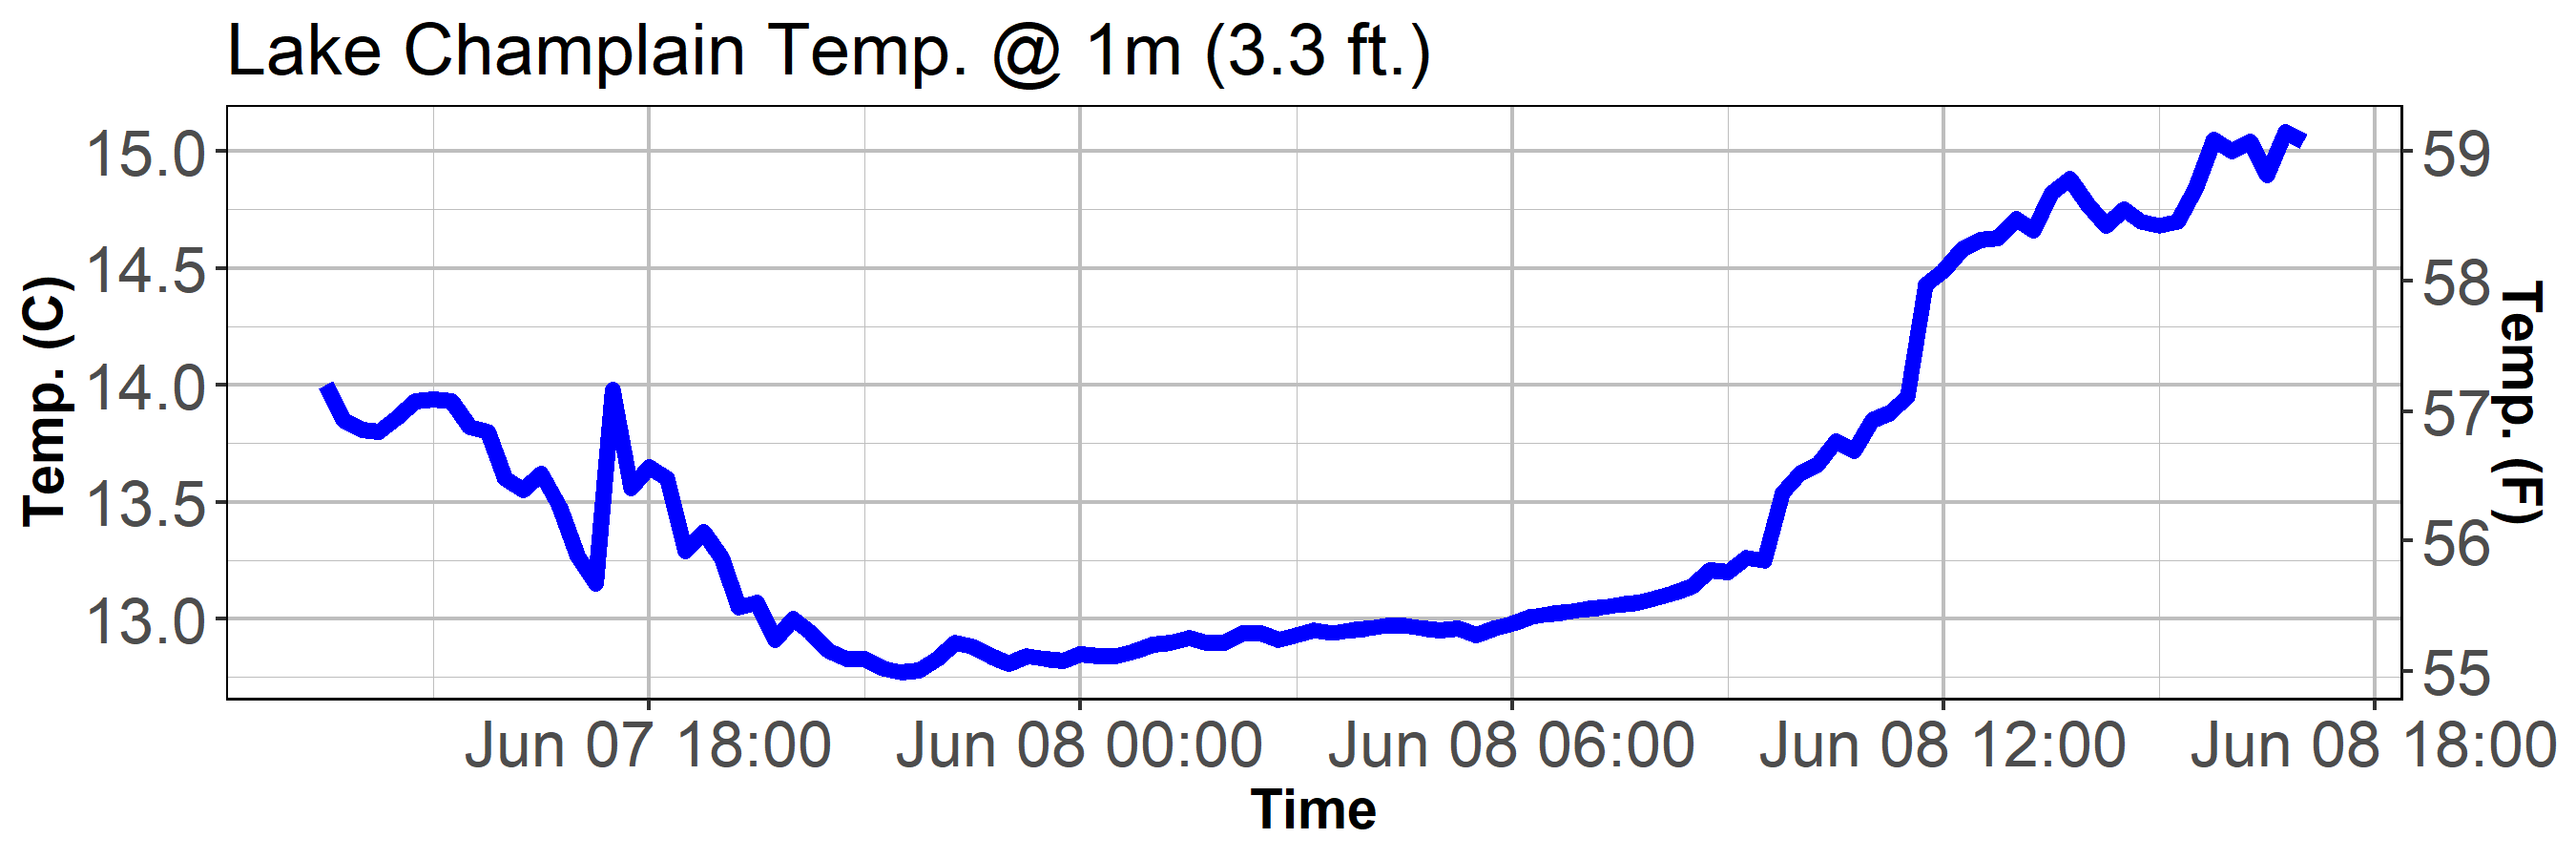 Lake Champlain Temp. @ 1m (3.3 ft.)
Temp. (C)
15.0
14.5
14.0
13.5
13.0
59
58
57
56
55
Temp. (F)
Jun 07 18:00 Jun 08 00:00 Jun 08 06:00 Jun 08 12:00 Jun 08 18:00
Time